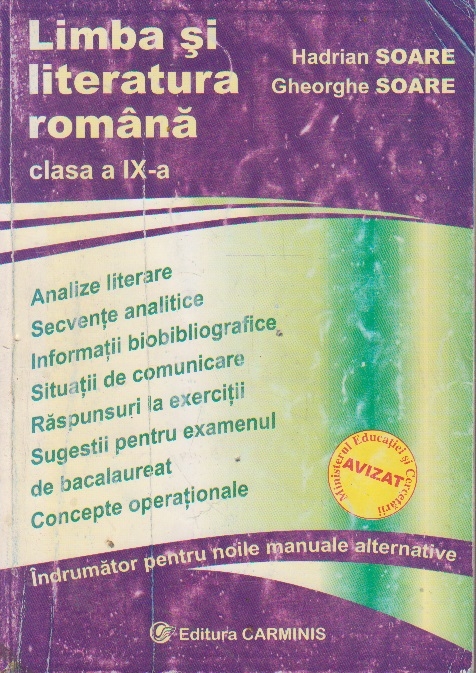 Limba şi
literatura
română
clasa a IX-a
Hadrian SOARE
Gheorghe SOARE
Analize literare
Secvenţe analitice
Informaţii biobibliografice
Situaţii de comunicare
Răspunsuri la exerciţii
Sugestii pentru examenul
de bacalaureat
Concepte operaţionale
Ministerul Educaţiei şi Cercetării
AVIZAT
Îndrumător pentru noile manuale alternative
Editura CARMINIS